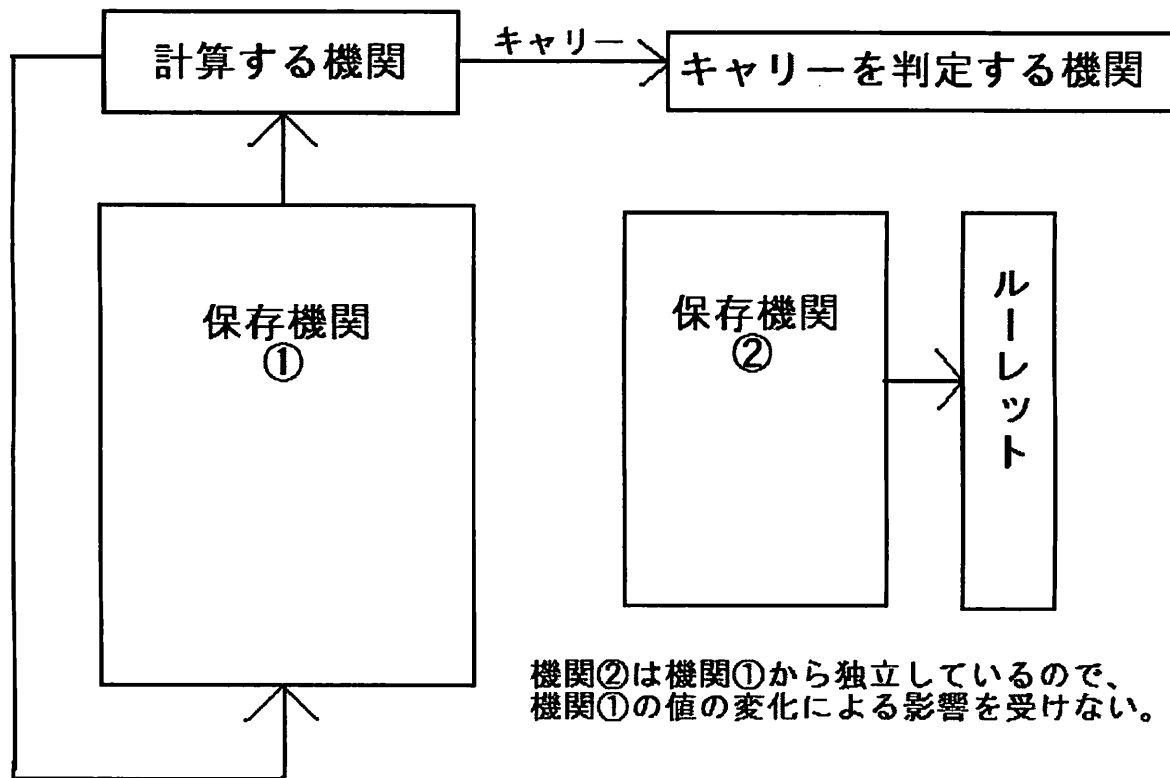 計算する機関
キャリー
キャリーを判定する機関
保存機関
①
保存機関
②
ルーレット
機関②は機関①から独立しているので、
機関①の値の変化による影響を受けない。